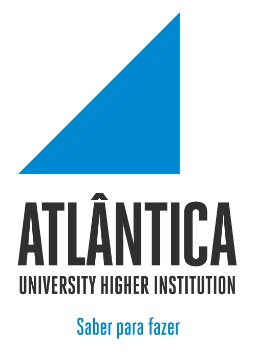 ATLÂNTICA
UNIVERSITY HIGHER INSTITUTION
Saber para fazer